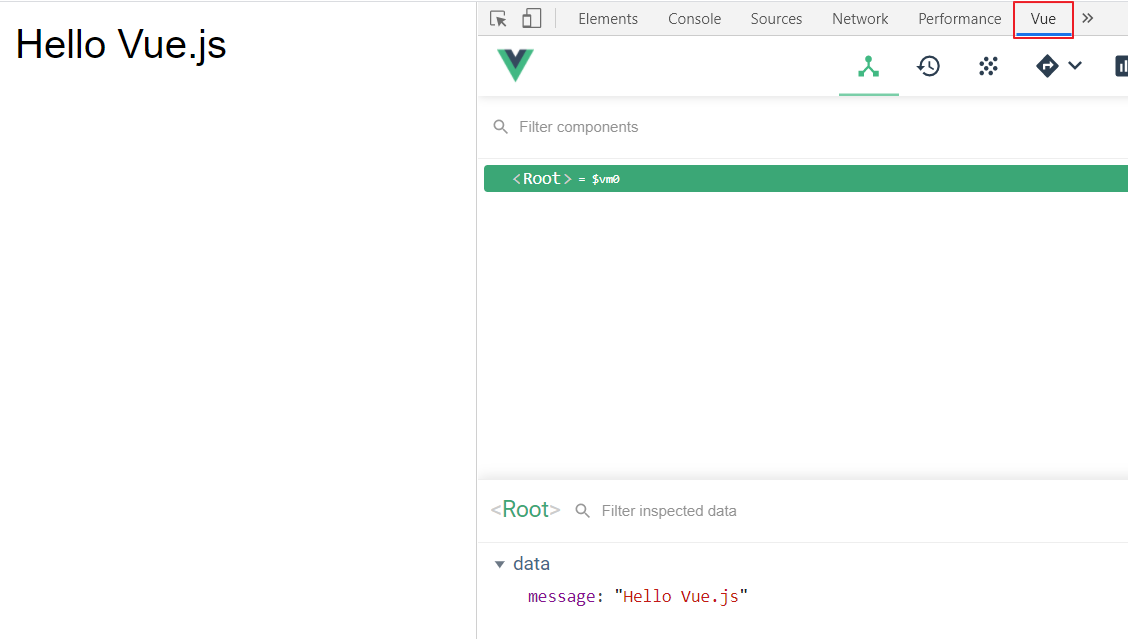 Hello Vue.js
Elements Console Sources Network Performance Vue »
Filter components
<Root> = $vm0
<Root> Filter inspected data
data
message: "Hello Vue.js"